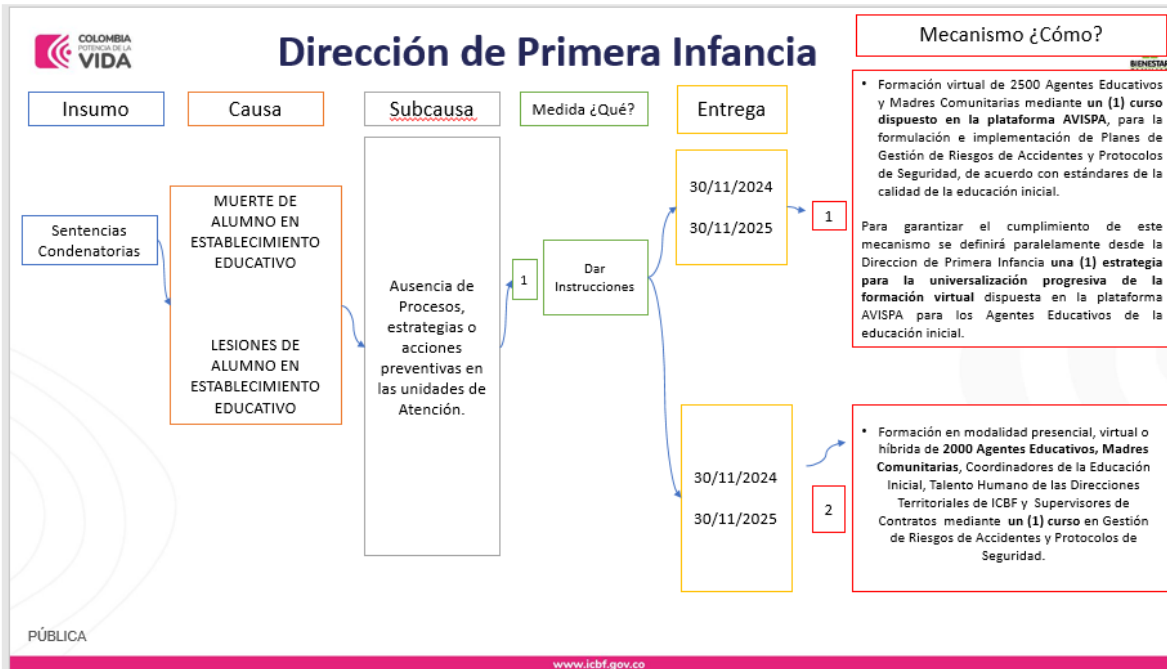 COLOMBIA
POTENCIA DE LA
VIDA
Dirección de Primera Infancia
Mecanismo ¿Cómo?
BIENESTAR
Insumo
Causa
Subcausa
Medida ¿Qué?
Entrega
Sentencias
Condenatorias
MUERTE DE
ALUMNO EN
ESTABLECIMIENTO
EDUCATIVO
LESIONES DE
ALUMNO EN
ESTABLECIMIENTO
EDUCATIVO
Ausencia de
Procesos,
estrategias o
acciones
preventivas en
las unidades de
Atención.
1
Dar
Instrucciones
30/11/2024
30/11/2025
1
• Formación virtual de 2500 Agentes Educativos
y Madres Comunitarias mediante un (1) curso
dispuesto en la plataforma AVISPA, para la
formulación e implementación de Planes de
Gestión de Riesgos de Accidentes y Protocolos
de Seguridad, de acuerdo con estándares de la
calidad de la educación inicial.
Para garantizar el cumplimiento de este
mecanismo se definirá paralelamente desde la
Direccion de Primera Infancia una (1) estrategia
para la universalización progresiva de la
formación virtual dispuesta en la plataforma
AVISPA para los Agentes Educativos de la
educación inicial.
30/11/2024
30/11/2025
2
• Formación en modalidad presencial, virtual o
híbrida de 2000 Agentes Educativos, Madres
Comunitarias, Coordinadores de la Educación
Inicial, Talento Humano de las Direcciones
Territoriales de ICBF y Supervisores de
Contratos mediante un (1) curso en Gestión
de Riesgos de Accidentes y Protocolos de
Seguridad.
PÚBLICA
www.icbf.gov.co